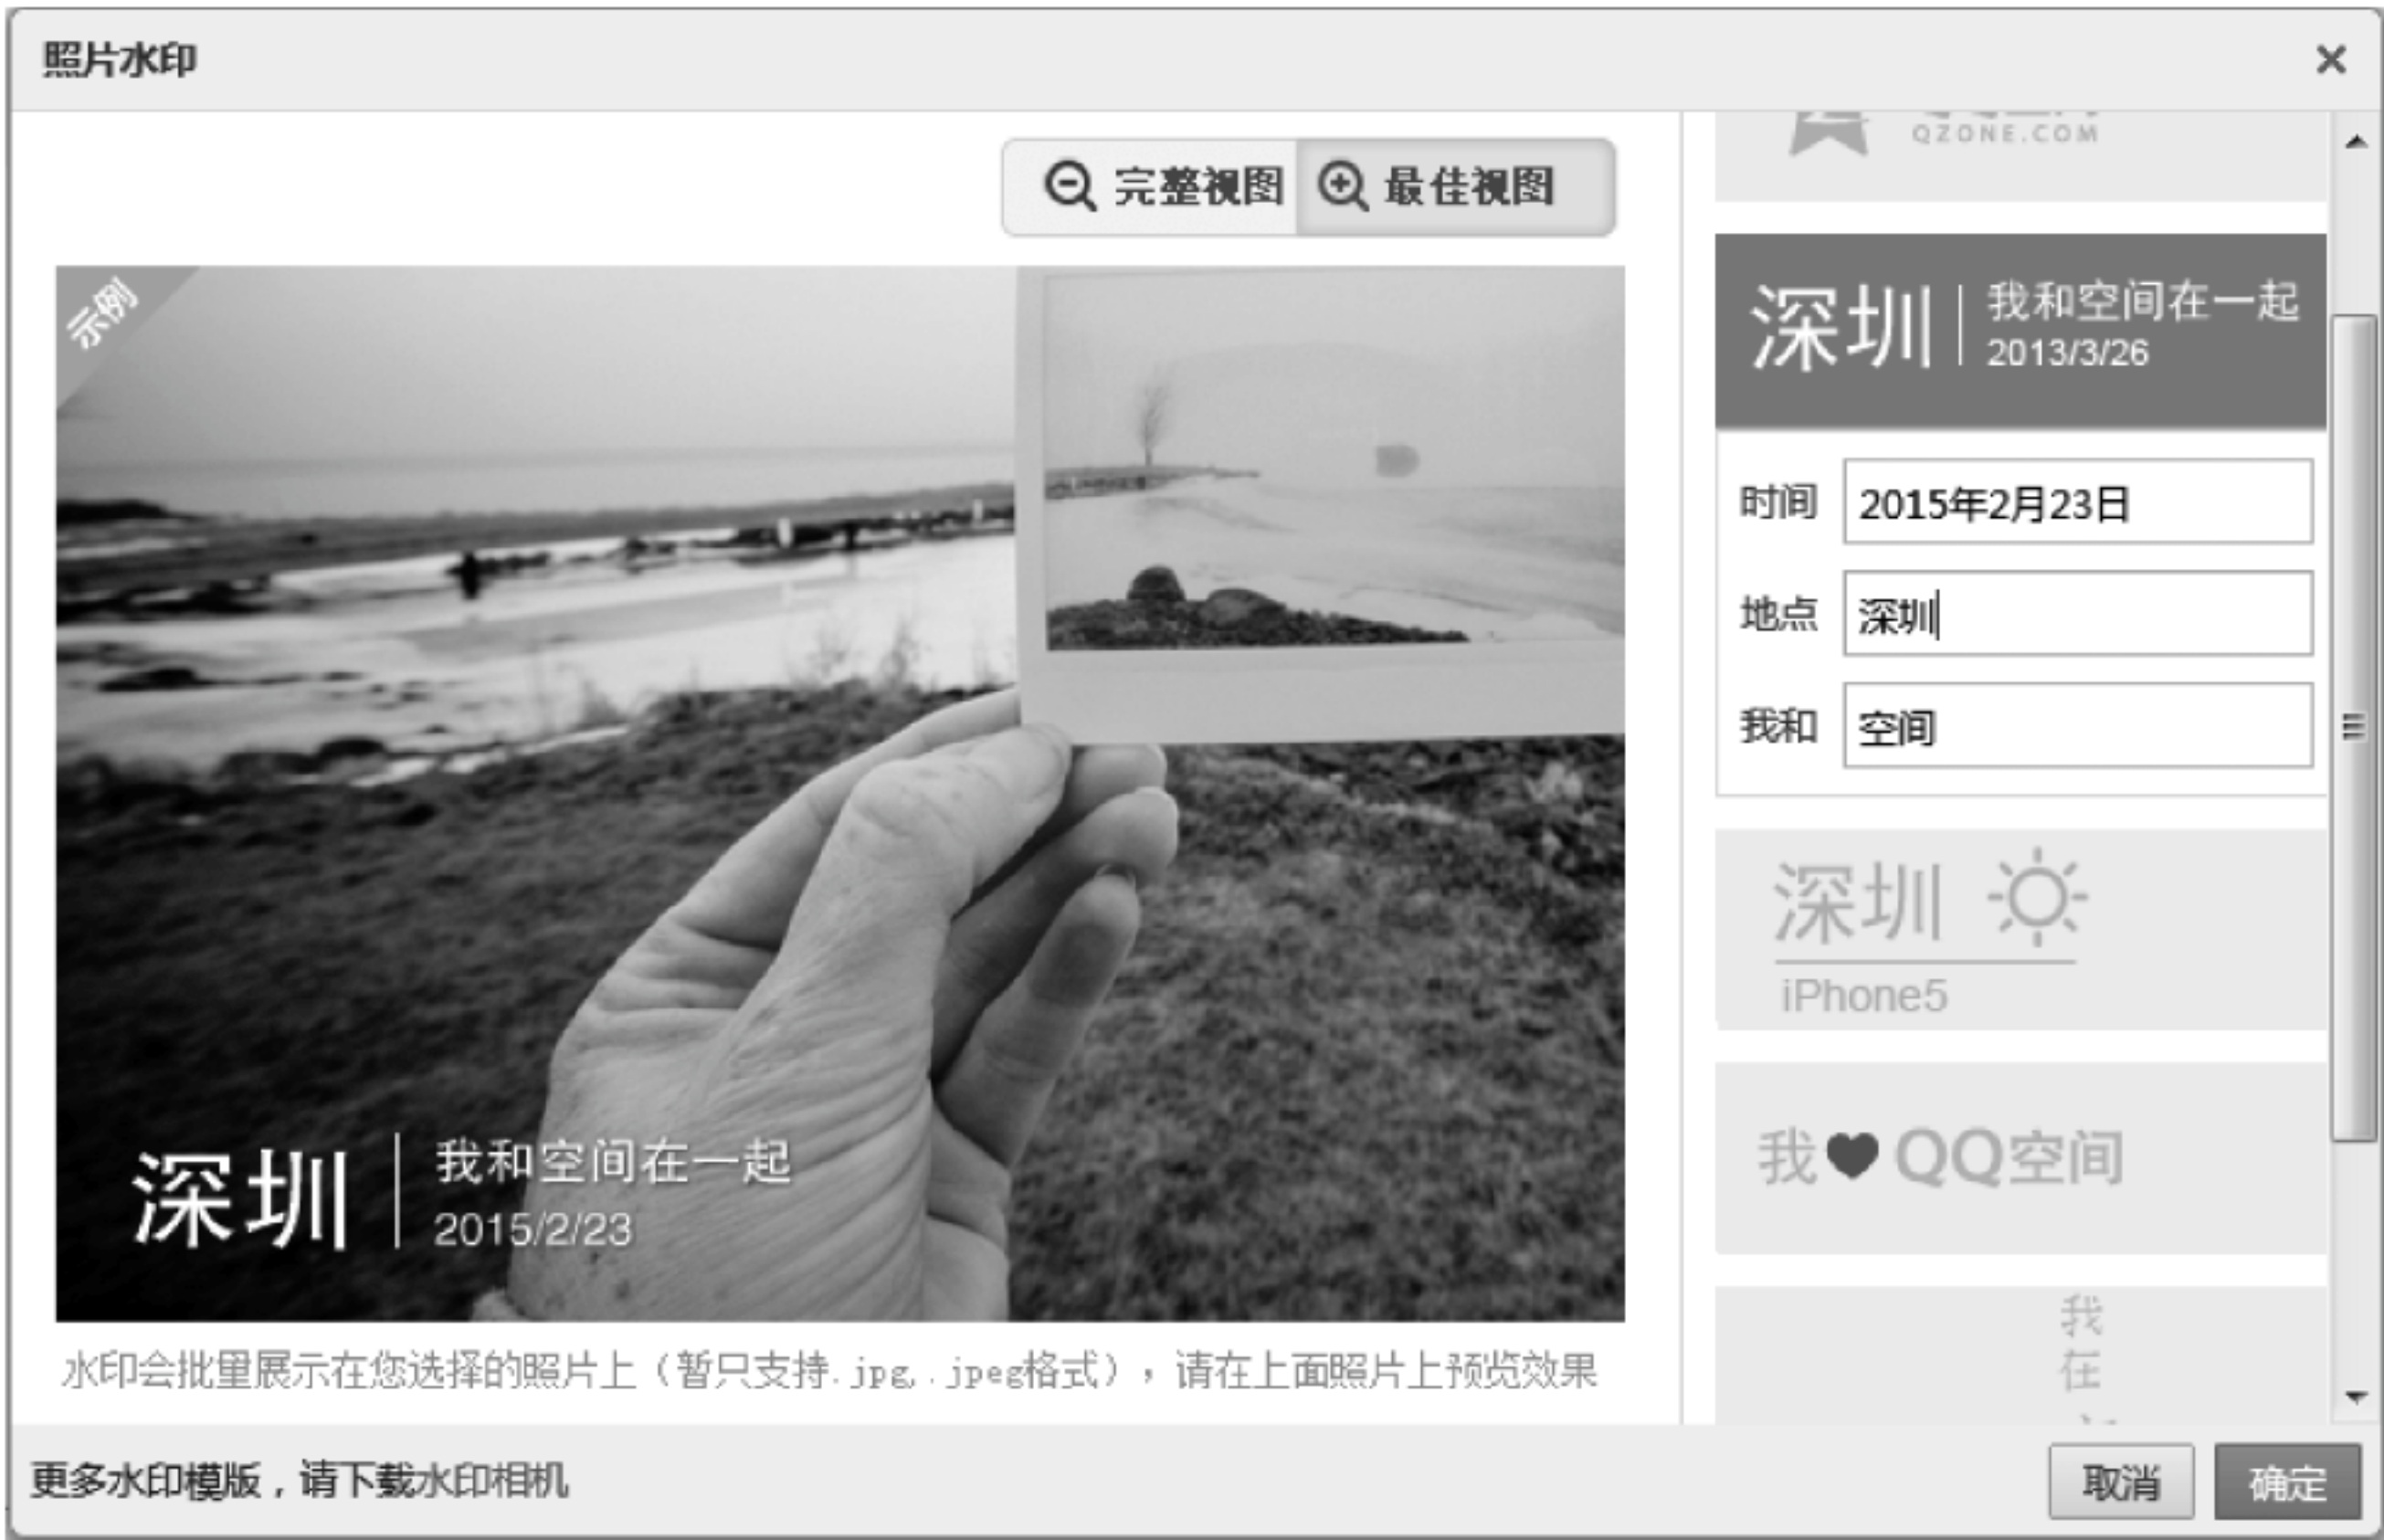 照片水印
完整视图
最佳视图
示例
深圳
我和空间在一起
2015/2/23
水印会批量展示在您选择的照片上（暂只支持.jpg,.jpeg格式），请在上面照片上预览效果
QZONE.COM
深圳
我和空间在一起
2013/3/26
时间 2015年2月23日
地点 深圳
我和 空间
深圳
iPhone5
我 QQ空间
我
在
更多水印模版，请下载水印相机
取消
确定